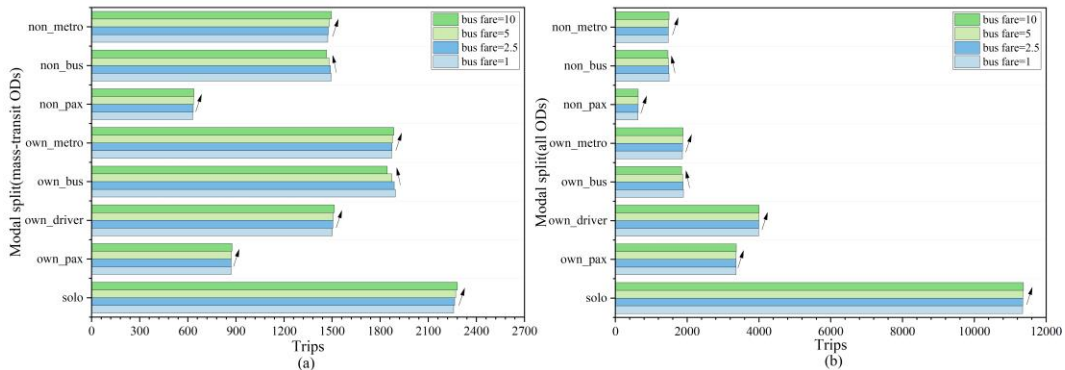 Modal split(mass-transit ODs)
non_metro
non_bus
non_pax
own_metro
own_bus
own_driver
own_pax
solo
bus fare=10
bus fare=5
bus fare=2.5
bus fare=1
0 300 600 900 1200 1500 1800 2100 2400 2700
Trips
(a)
Modal split(all ODs)
non_metro
non_bus
non_pax
own_metro
own_bus
own_driver
own_pax
solo
bus fare=10
bus fare=5
bus fare=2.5
bus fare=1
0 2000 4000 6000 8000 10000 12000
Trips
(b)